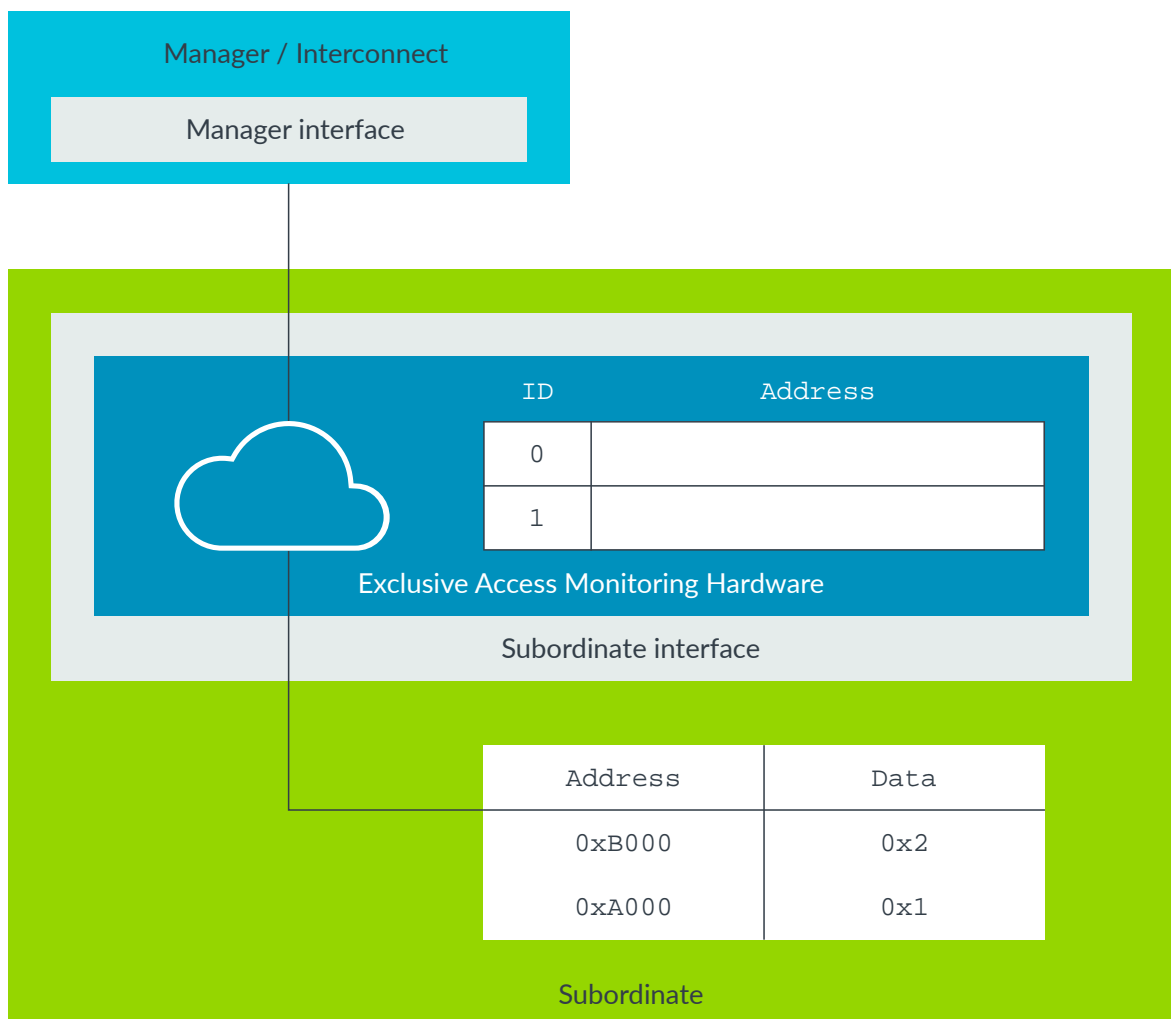 Manager / Interconnect
Manager interface
ID Address
0
1
Exclusive Access Monitoring Hardware
Subordinate interface
Address Data
0xB000 0x2
0xA000 0x1
Subordinate